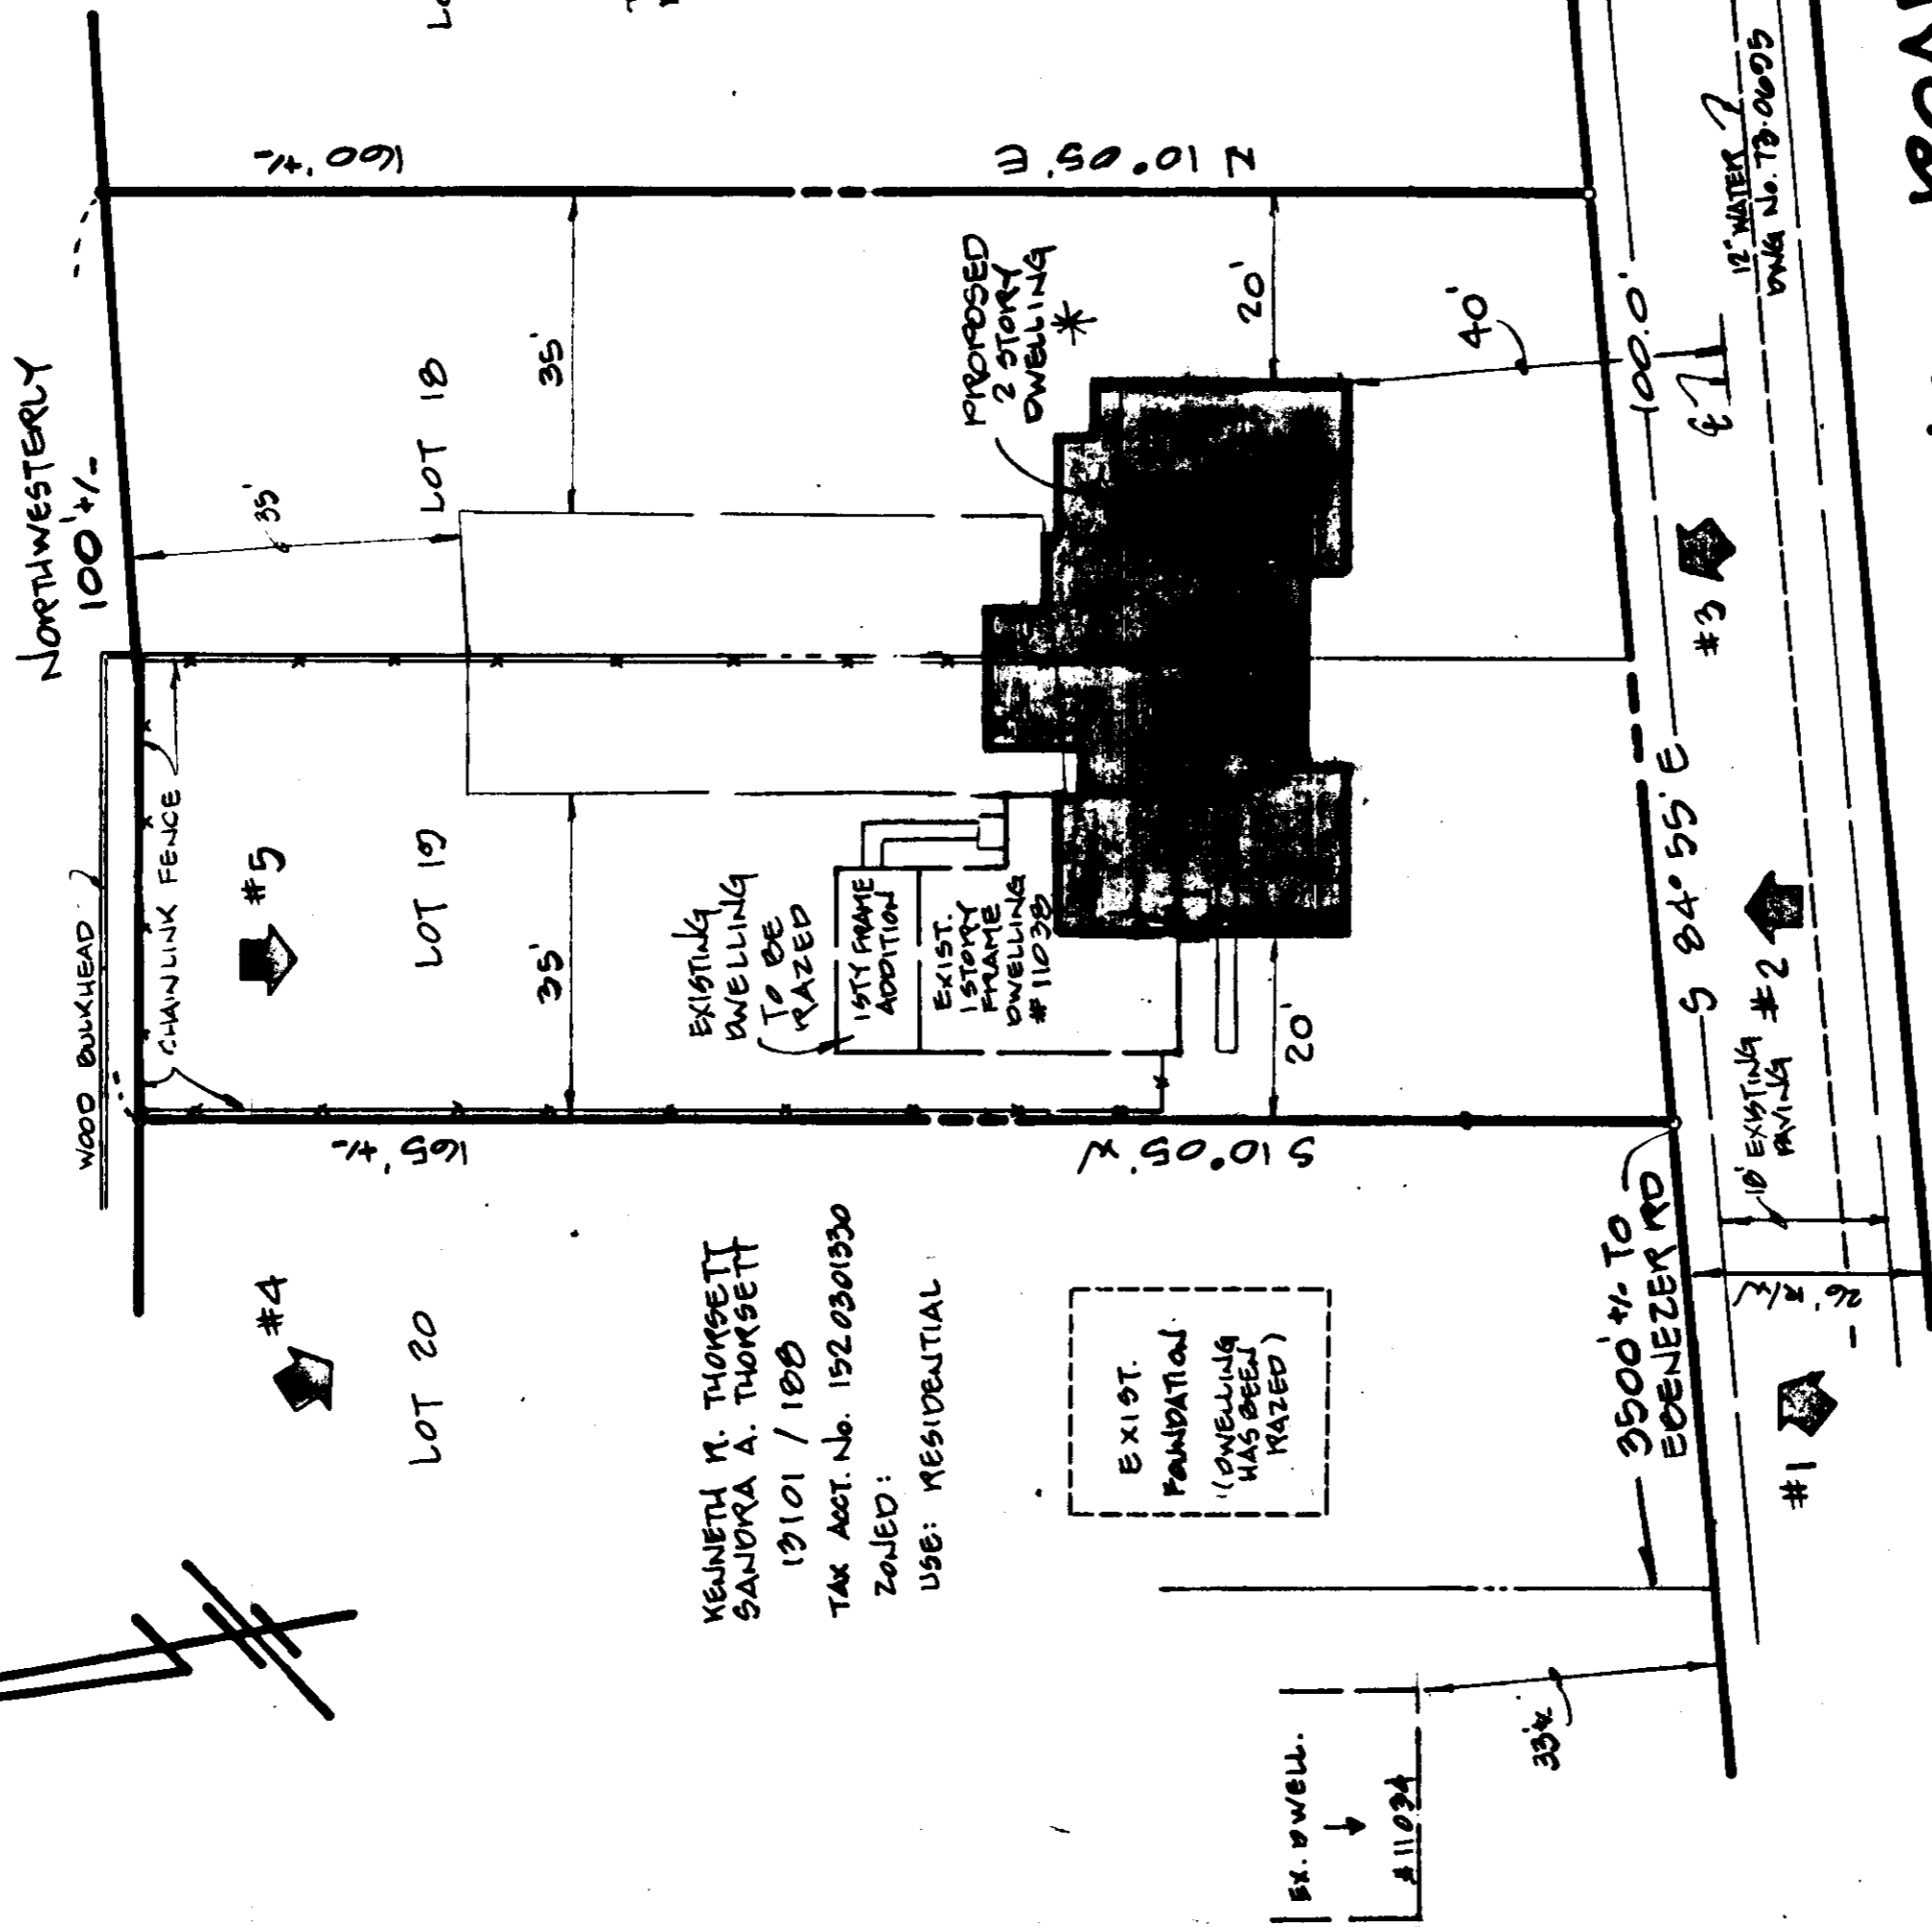 NORTHWESTERLY
100'+/-
WOOD BULKHEAD
CHAINLINK FENCE
#5
#4
LOT 20
LOT 19
LOT 18
35'
35'
35'
160'+/-
N 10° 05' E
165'+/-
S 10° 05' W
KENNETH R. THORSETT
SANDRA A. THORSETT
13101 / 188
TAX ACCT. No. 1520301330
ZONED:
USE: RESIDENTIAL
EXISTING
DWELLING
TO BE
RAZED
1STY FRAME
ADDITION
EXIST.
1 STORY
FRAME
DWELLING
#11038
PROPOSED
2 STORY
DWELLING
*
20'
20'
40'
EXIST.
FOUNDATION
(DWELLING
HAS BEEN
RAZED)
EX. DWELL.
#11034
33'±
3500'+/- TO
EBENEZER RD
S 84° 55' E
100.0'
18' EXISTING
PAVING
26' R/W
#1
#2
#3
℄
12" WATER
DWG No. 73-0695